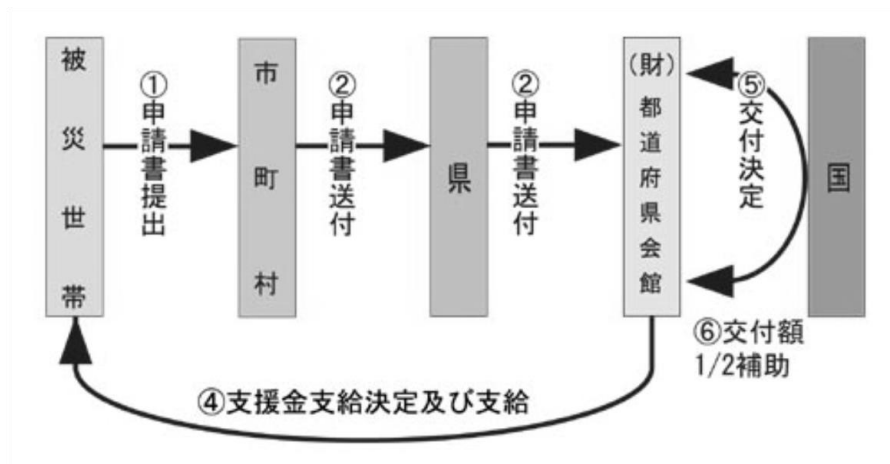 被災世帯
①申請書提出
市町村
②申請書送付
県
②申請書送付
(財)都道府県会館
⑤交付決定
国
⑥交付額
1/2補助
④支援金支給決定及び支給